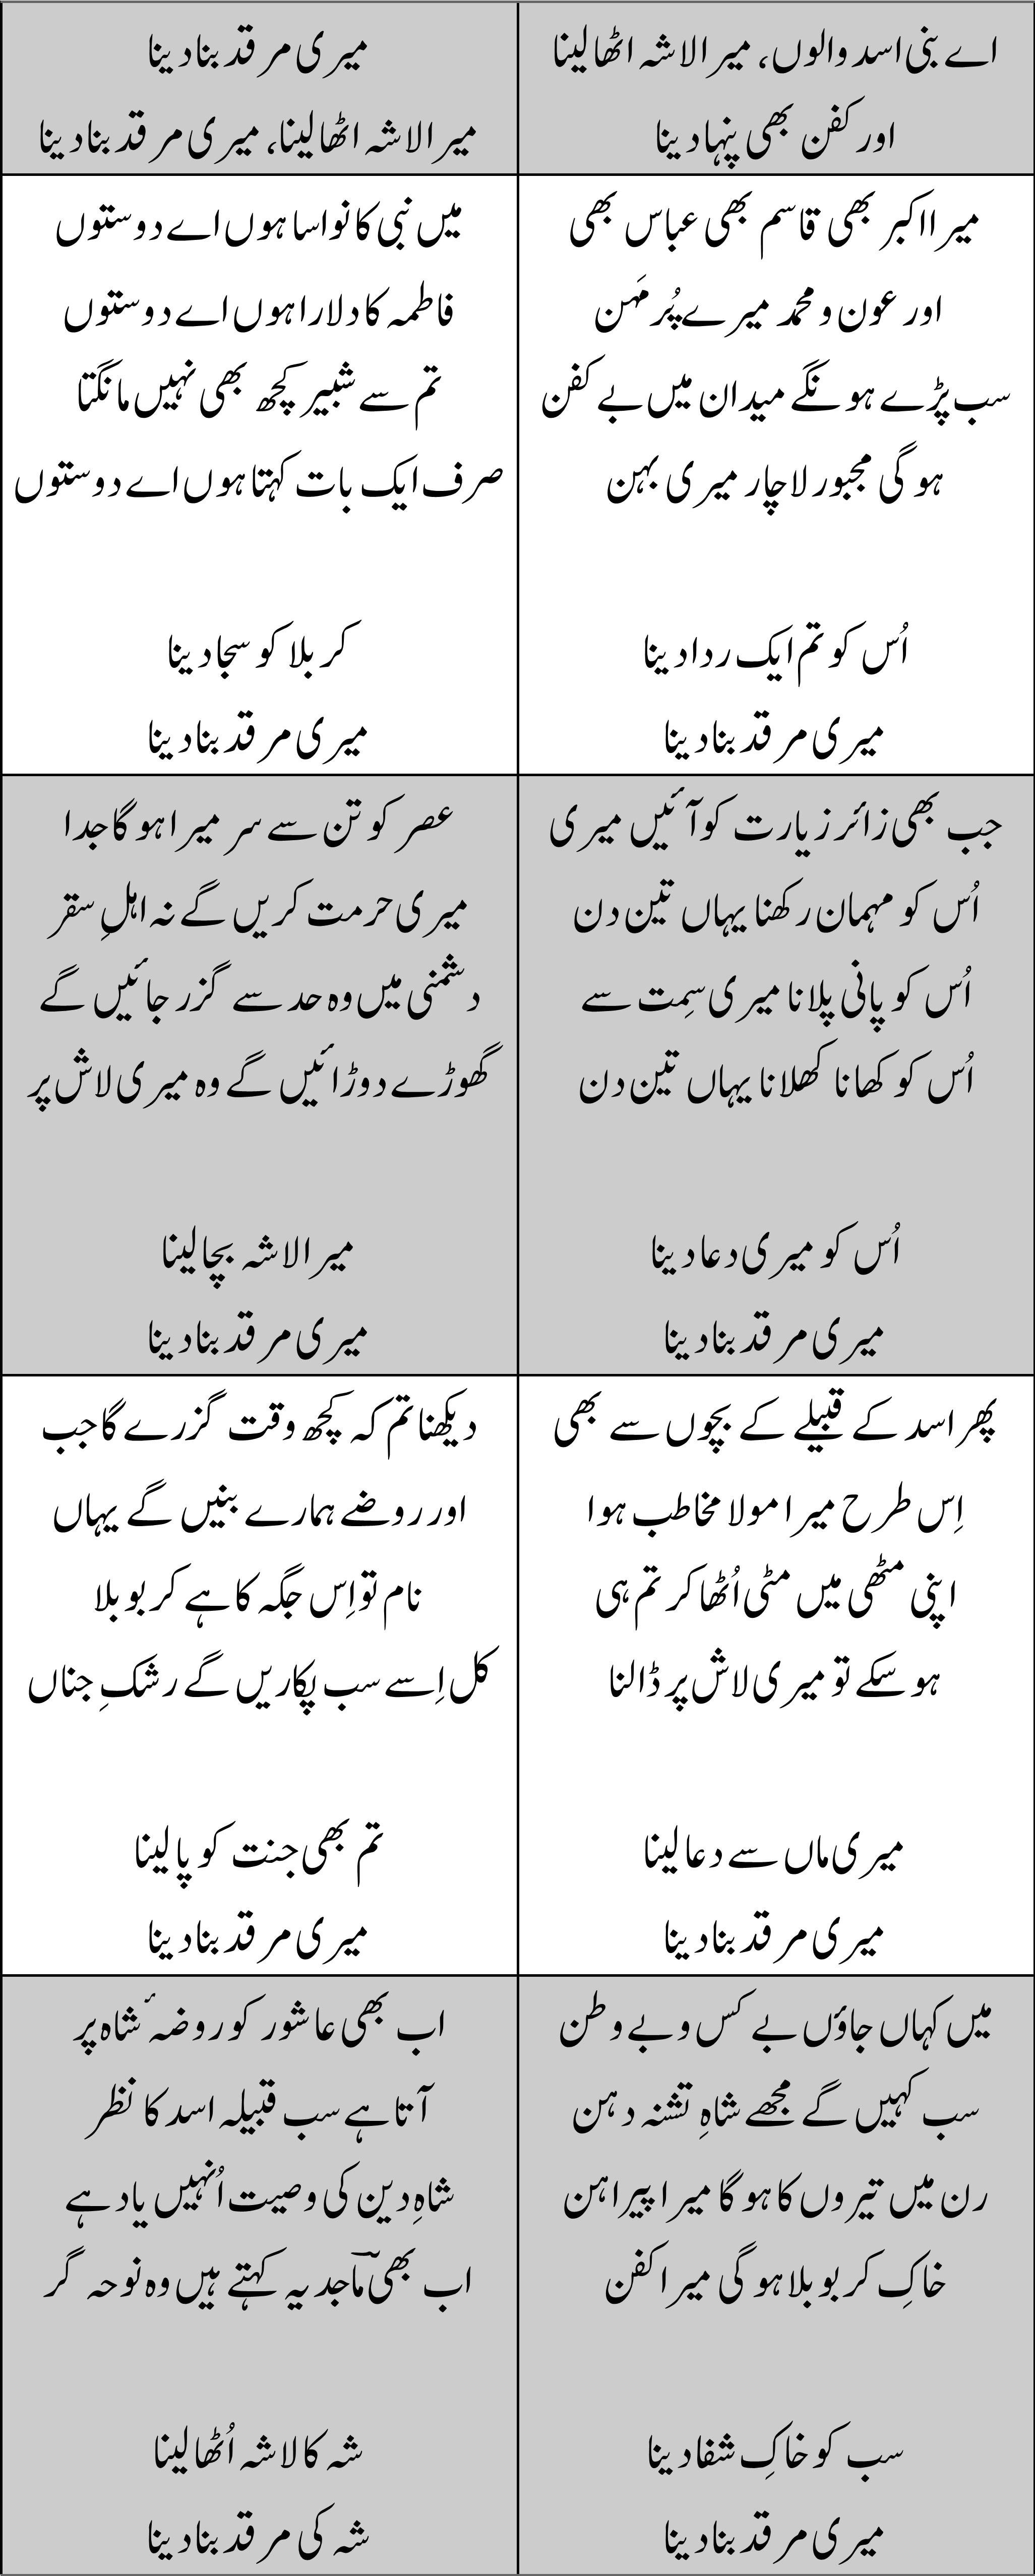 اے بنی اسد والوں، میرا لاشہ اٹھا لینا
اور کفن بھی پنہا دینا
میری مرقد بنا دینا
میرا لاشہ اٹھا لینا، میری مرقد بنا دینا
میرا اکبر بھی قاسم بھی عباس بھی
اور عون و محمد میرے پُر مَہن
سب پڑے ہونگے میدان میں بے کفن
ہوگی مجبور لاچار میری بہن
اُس کو تم ایک ردا دینا
میری مرقد بنا دینا
میں نبی کا نواسا ہوں اے دوستوں
فاطمہ کا دلارا ہوں اے دوستوں
تم سے شبیر کچھ بھی نہیں مانگتا
صرف ایک بات کہتا ہوں اے دوستوں
کربلا کو سجا دینا
میری مرقد بنا دینا
جب بھی زائر زیارت کو آئیں میری
اُس کو مہمان رکھنا یہاں تین دن
اُس کو پانی پلانا میری سِمت سے
اُس کو کھانا کھلانا یہاں تین دن
اُس کو میری دعا دینا
میری مرقد بنا دینا
عصر کو تن سے سر میرا ہوگا جدا
میری حرمت کریں گے نہ اہلِ سقر
دشمنی میں وہ حد سے گزر جائیں گے
گھوڑے دوڑائیں گے وہ میری لاش پر
میرا لاشہ بچا لینا
میری مرقد بنا دینا
پھر اسد کے قبیلے کے بچوں سے بھی
اِس طرح میرا مولا مخاطب ہوا
اپنی مٹھی میں مٹی اُٹھا کر تم ہی
ہو سکے تو میری لاش پر ڈالنا
میری ماں سے دعا لینا
میری مرقد بنا دینا
دیکھنا تم کہ کچھ وقت گزرے گا جب
اور روضے ہمارے بنیں گے یہاں
نام تو اِس جگہ کا ہے کربوبلا
کل اِسے سب پکاریں گے رشکِ جناں
تم بھی جنت کو پا لینا
میری مرقد بنا دینا
میں کہاں جاؤں بے کس و بے وطن
سب کہیں گے مجھے شاہِ تشنہ دہن
رن میں تیروں کا ہوگا میرا پیراہن
خاکِ کربوبلا ہوگی میرا کفن
سب کو خاکِ شفا دینا
میری مرقد بنا دینا
اب بھی عاشور کو روضہٴ شاہ پر
آتا ہے سب قبیلہ اسد کا نظر
شاہِ دین کی وصیت اُنہیں یاد ہے
اب بھی ماجدؔ یہ کہتے ہیں وہ نوحہ گر
شہ کا لاشہ اُٹھا لینا
شہ کی مرقد بنا دینا